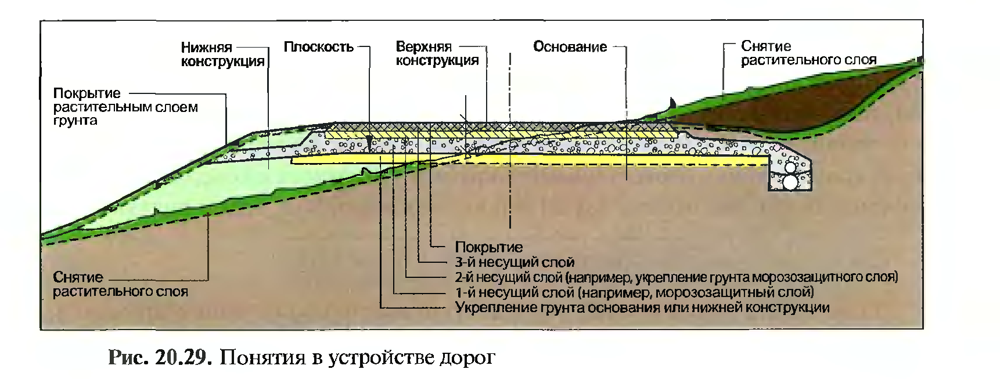 Нижняя
конструкция
Плоскость
Верхняя
конструкция
Основание
Снятие
растительного слоя
Покрытие
растительным слоем
грунта
Покрытие
3-й несущий слой
2-й несущий слой (например, укрепление грунта морозозащитного слоя)
1-й несущий слой (например, морозозащитный слой)
Укрепление грунта основания или нижней конструкции
Снятие
растительного слоя
Рис. 20.29. Понятия в устройстве дорог